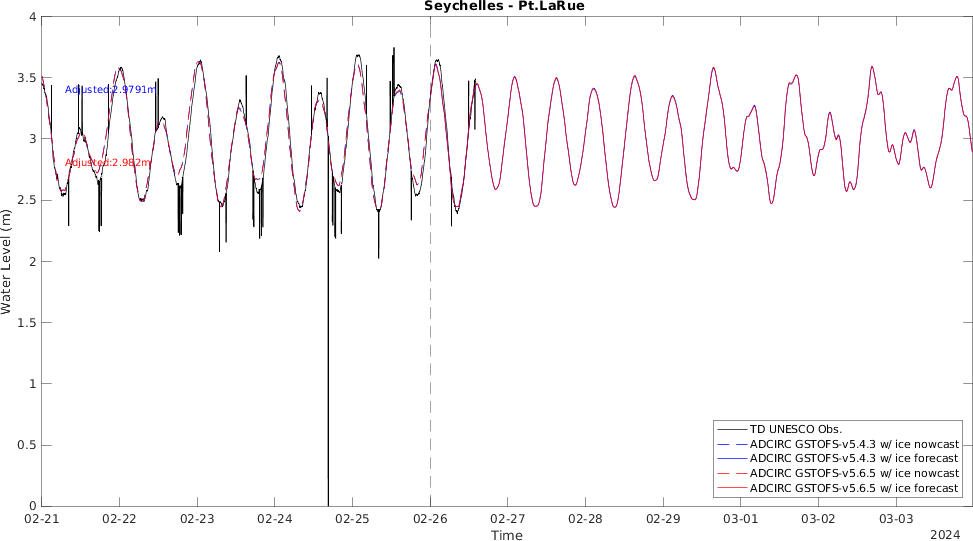 Seychelles - Pt.LaRue
4
3.5
3
2.5
2
1.5
1
0.5
0
Water Level (m)
Adjusted:2.9791m
Adjusted:2.982m
TD UNESCO Obs.
ADCIRC GSTOFS-v5.4.3 w/ ice nowcast
ADCIRC GSTOFS-v5.4.3 w/ ice forecast
ADCIRC GSTOFS-v5.6.5 w/ ice nowcast
ADCIRC GSTOFS-v5.6.5 w/ ice forecast
02-21 02-22 02-23 02-24 02-25 02-26 02-27 02-28 02-29 03-01 03-02 03-03
Time
2024